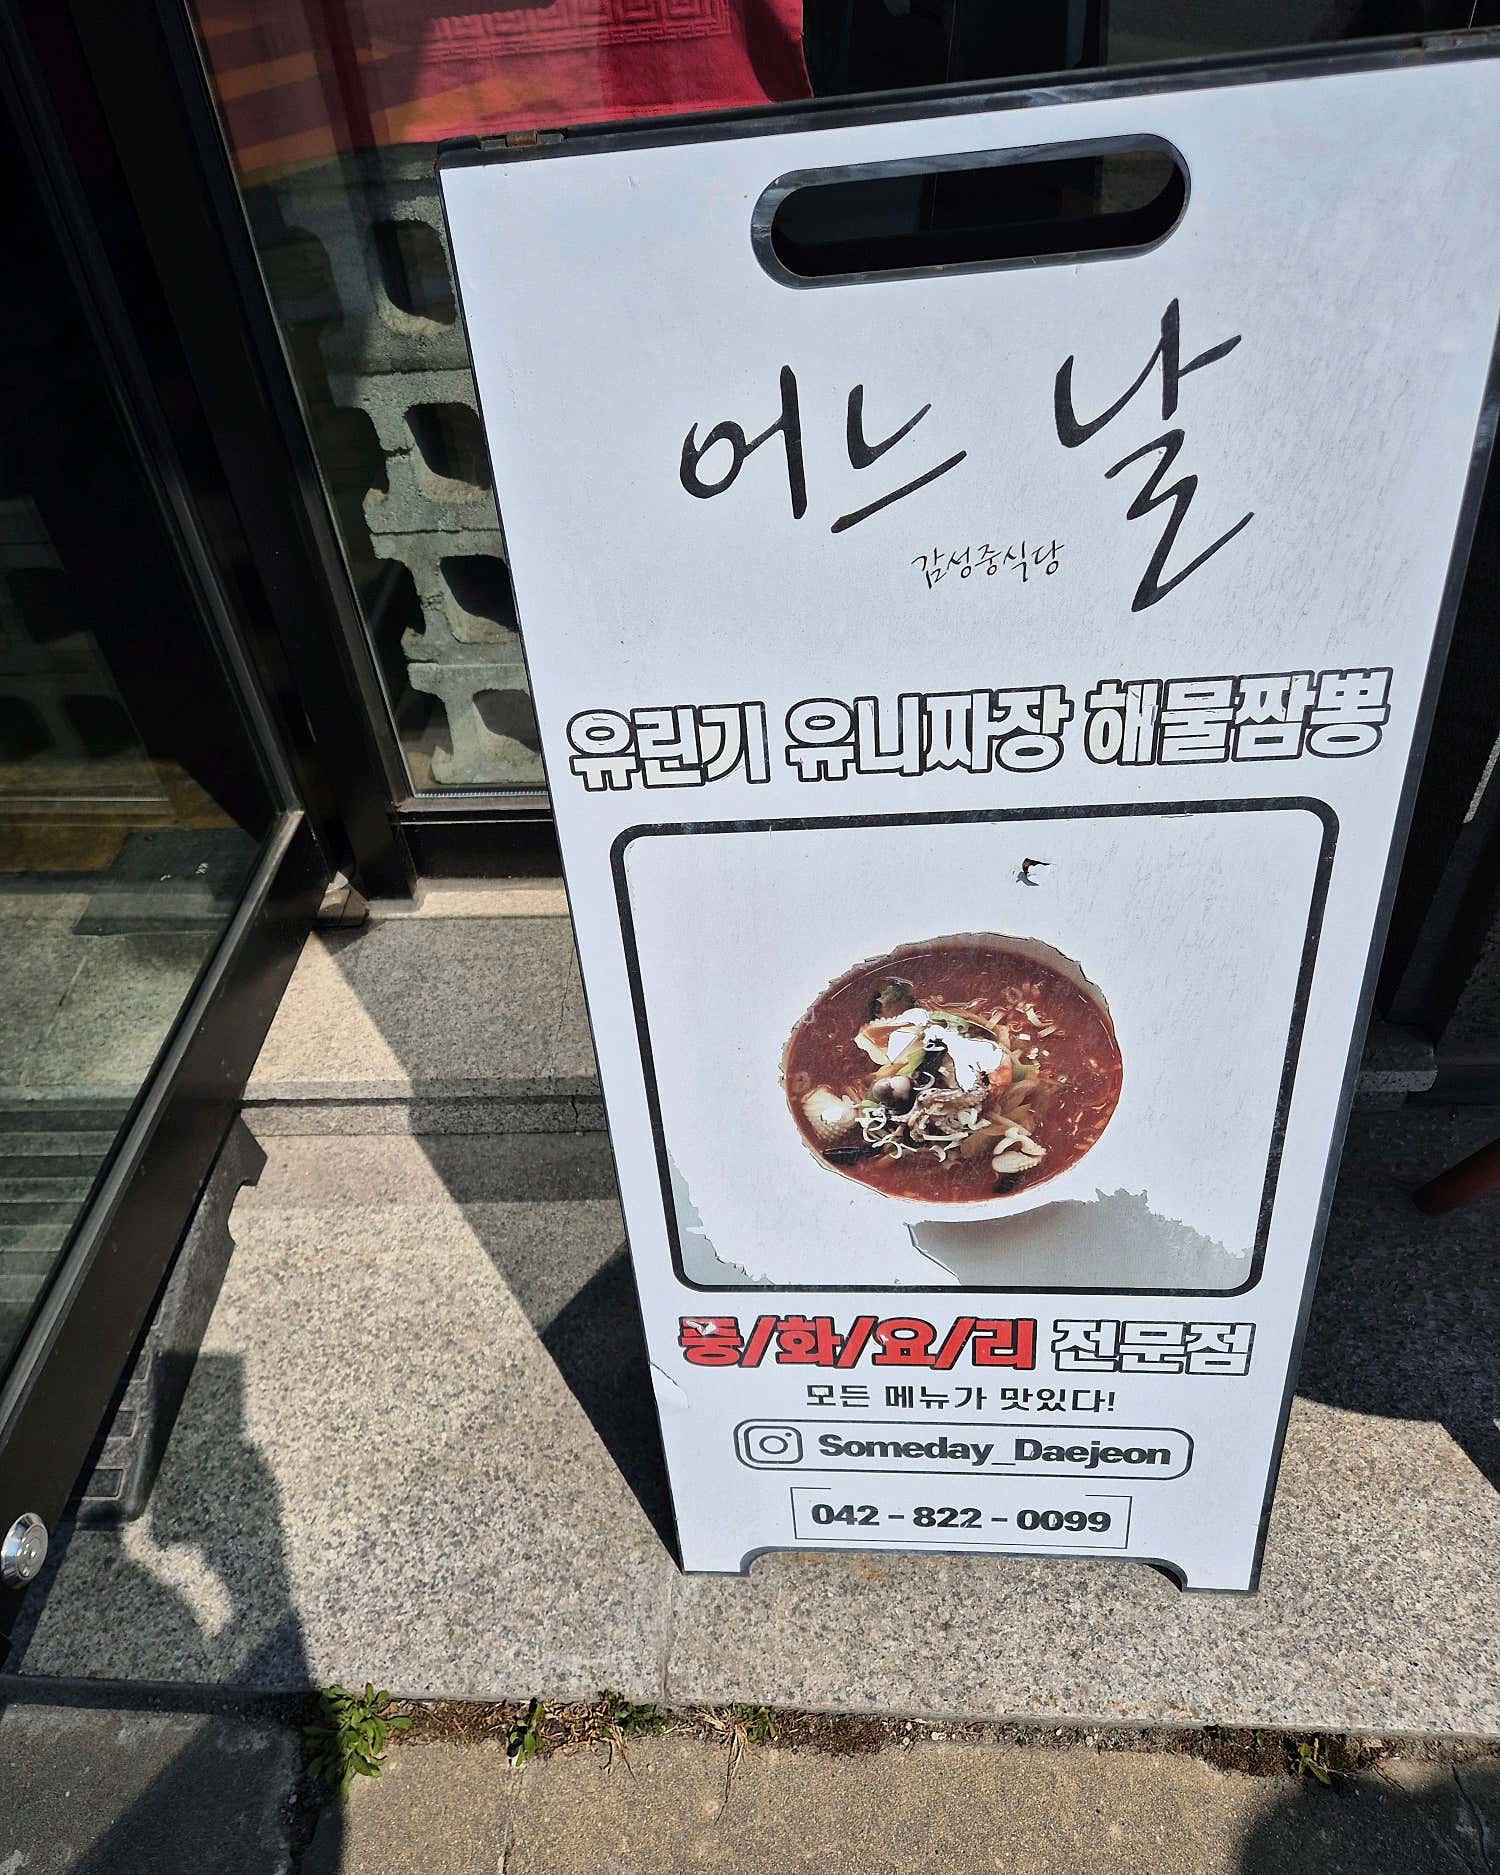 어느 날
감성중식당
유린기 유니짜장 해물짬뽕
중/화/요/리 전문점
모든 메뉴가 맛있다!
Someday_Daejeon
042-822-0099